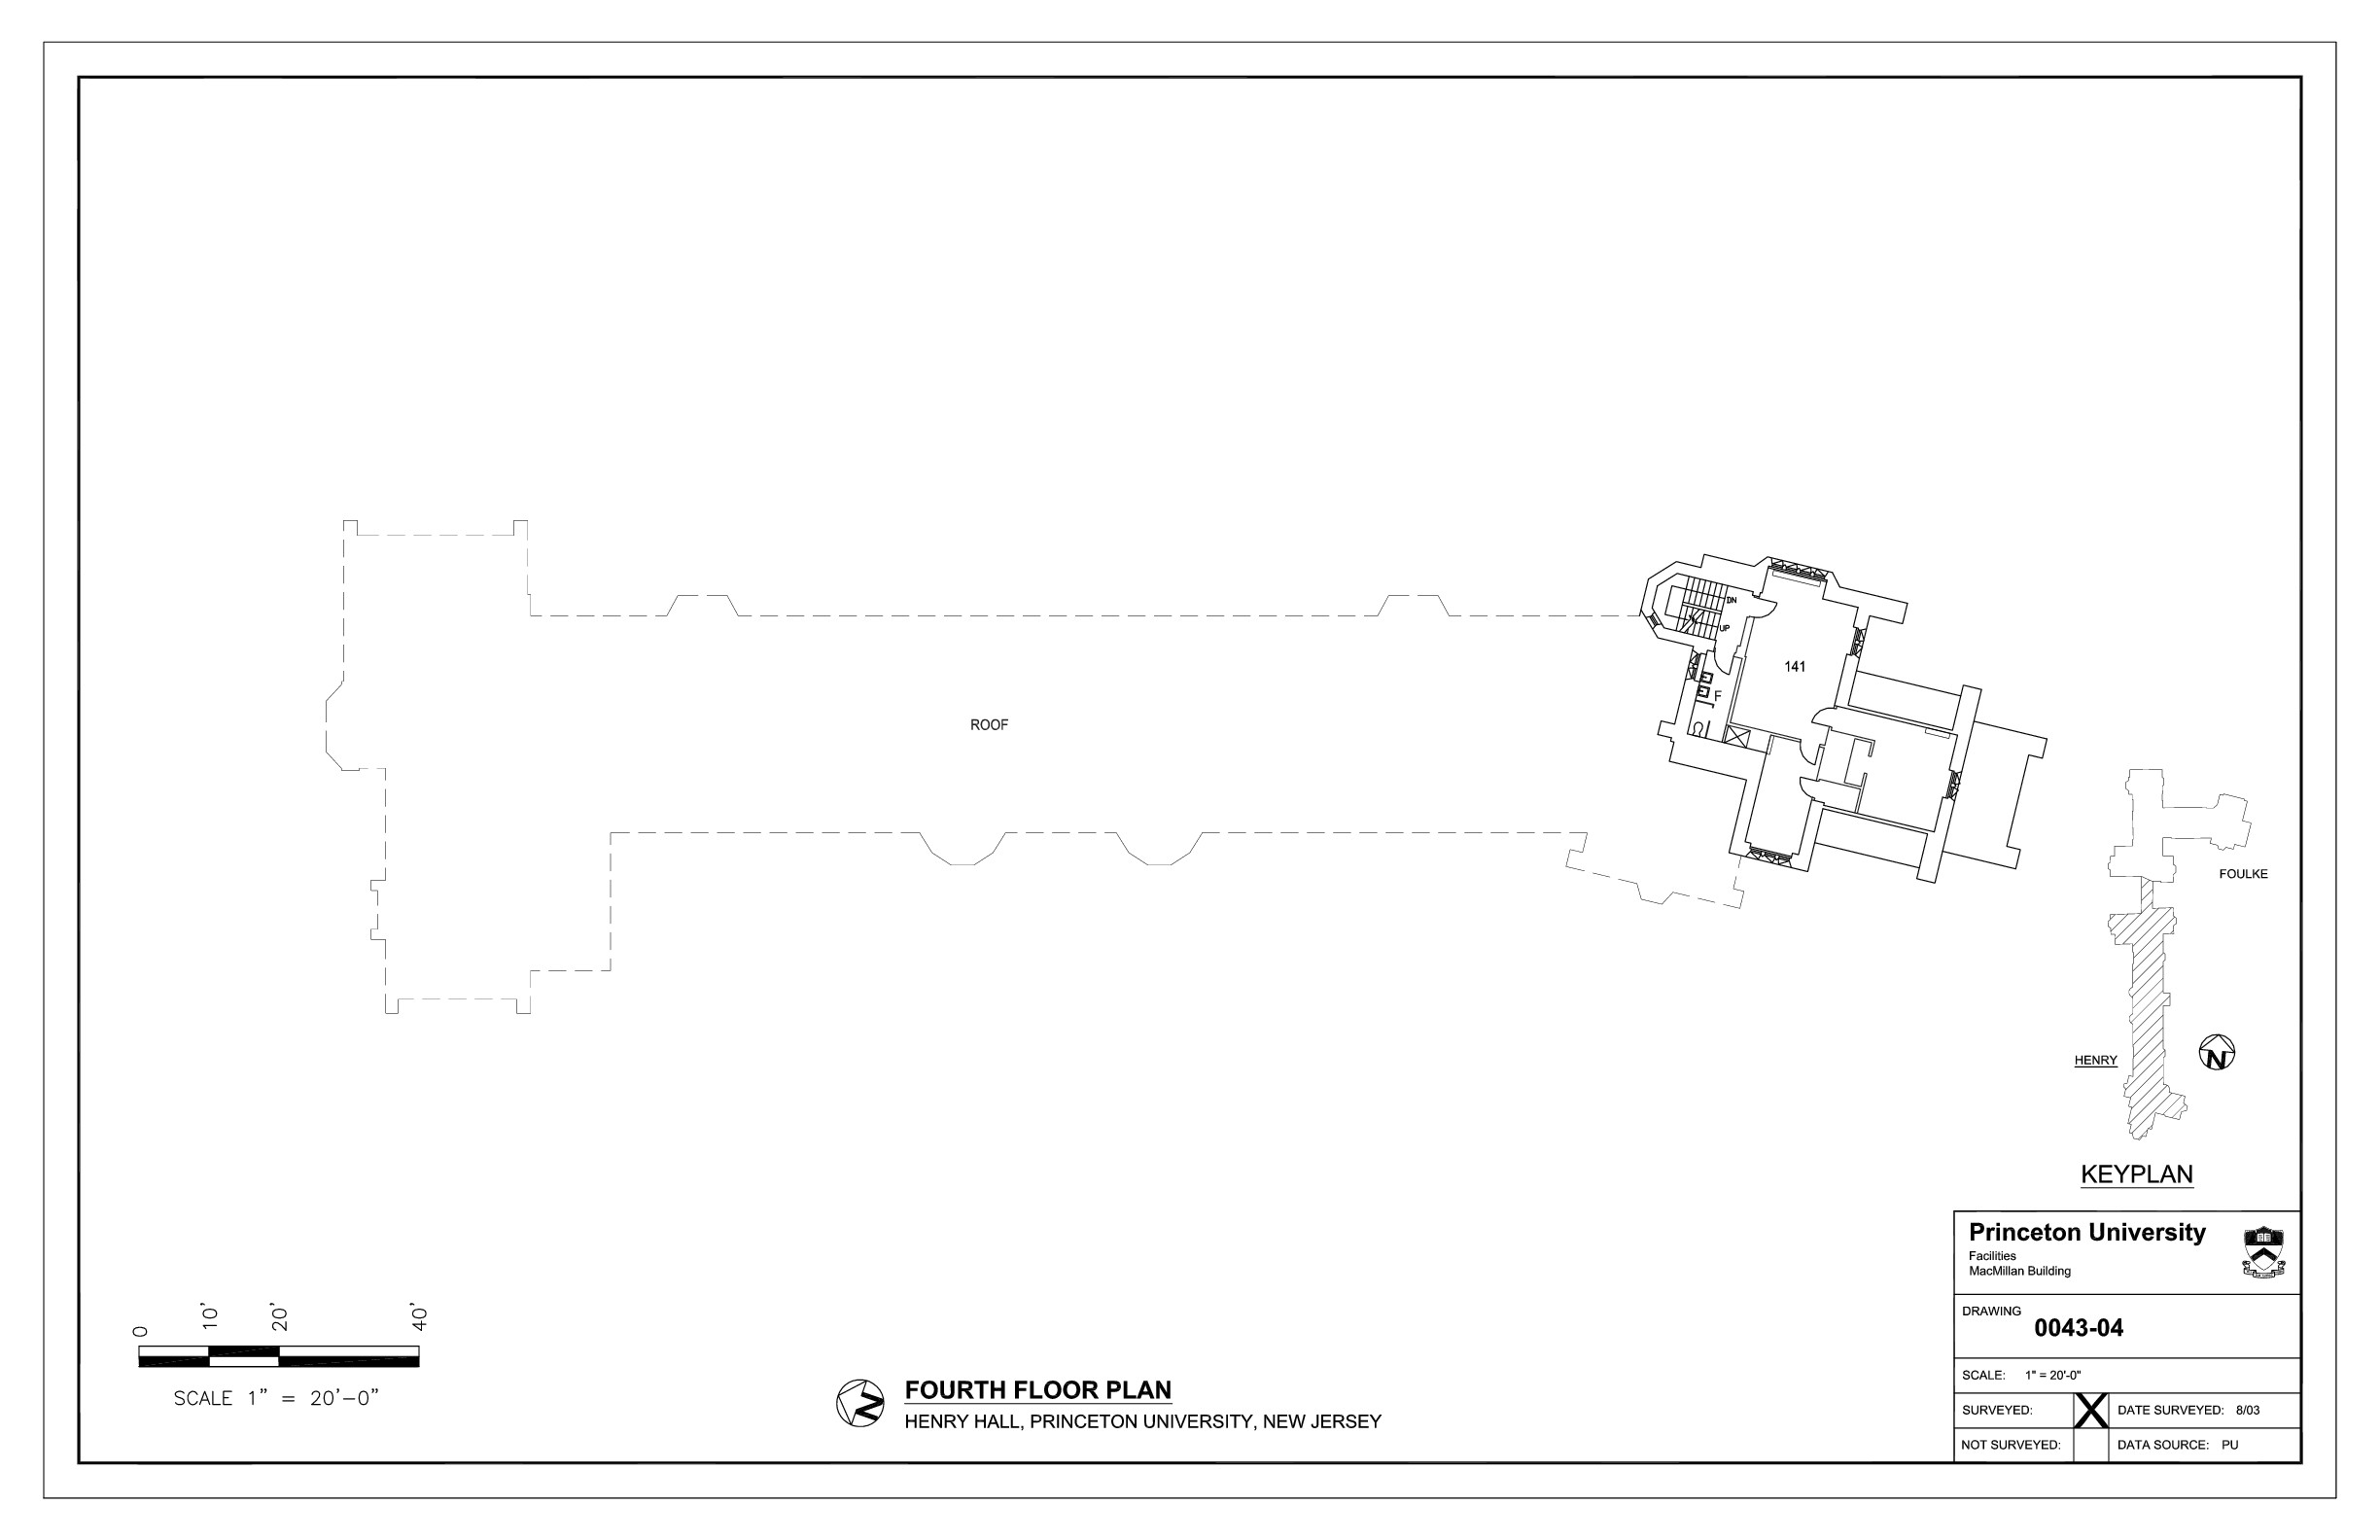 DN
UP
141
F
ROOF
FOULKE
HENRY
N
KEYPLAN
Princeton University
Facilities
MacMillan Building
DRAWING
0043-04
SCALE: 1" = 20'-0"
SURVEYED: X DATE SURVEYED: 8/03
NOT SURVEYED: DATA SOURCE: PU
0 10' 20' 40'
SCALE 1" = 20'-0"
N
FOURTH FLOOR PLAN
HENRY HALL, PRINCETON UNIVERSITY, NEW JERSEY